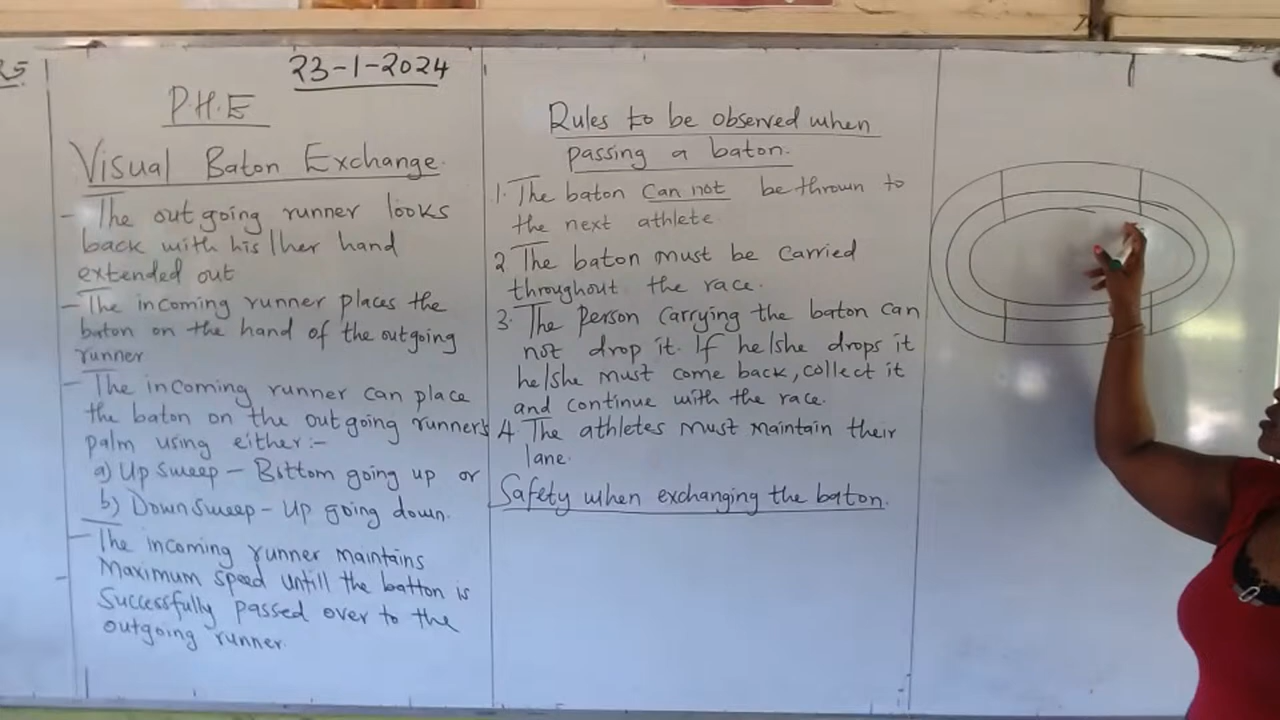 23-1-2024
P.H.E
Visual Baton Exchange.
- The out going runner looks
back with his/her hand
extended out
- The incoming runner places the
baton on the hand of the outgoing
runner
- The incoming runner can place
the baton on the out going runners
palm using either:-
a) Up Sweep - Bottom going up or
b) Down Sweep - Up going down.
- The incoming runner maintains
Maximum speed untill the batton is
Successfully passed over to the
outgoing runner.
Rules to be observed when
passing a baton.
1. The baton can not be thrown to
the next athlete.
2 The baton must be carried
throughout the race.
3. The person carrying the baton can
not drop it. If he/she drops it
he/she must come back, collect it
and continue with the race.
4. The athletes must maintain their
lane.
Safety when exchanging the baton.